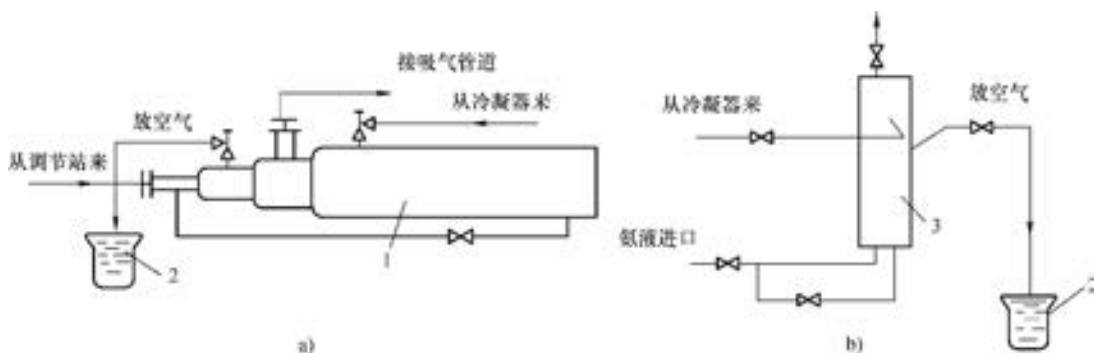 接吸气管道
从冷凝器来
放空气
从调节站来
1
2
a)
从冷凝器来
放空气
3
氨液进口
2
b)